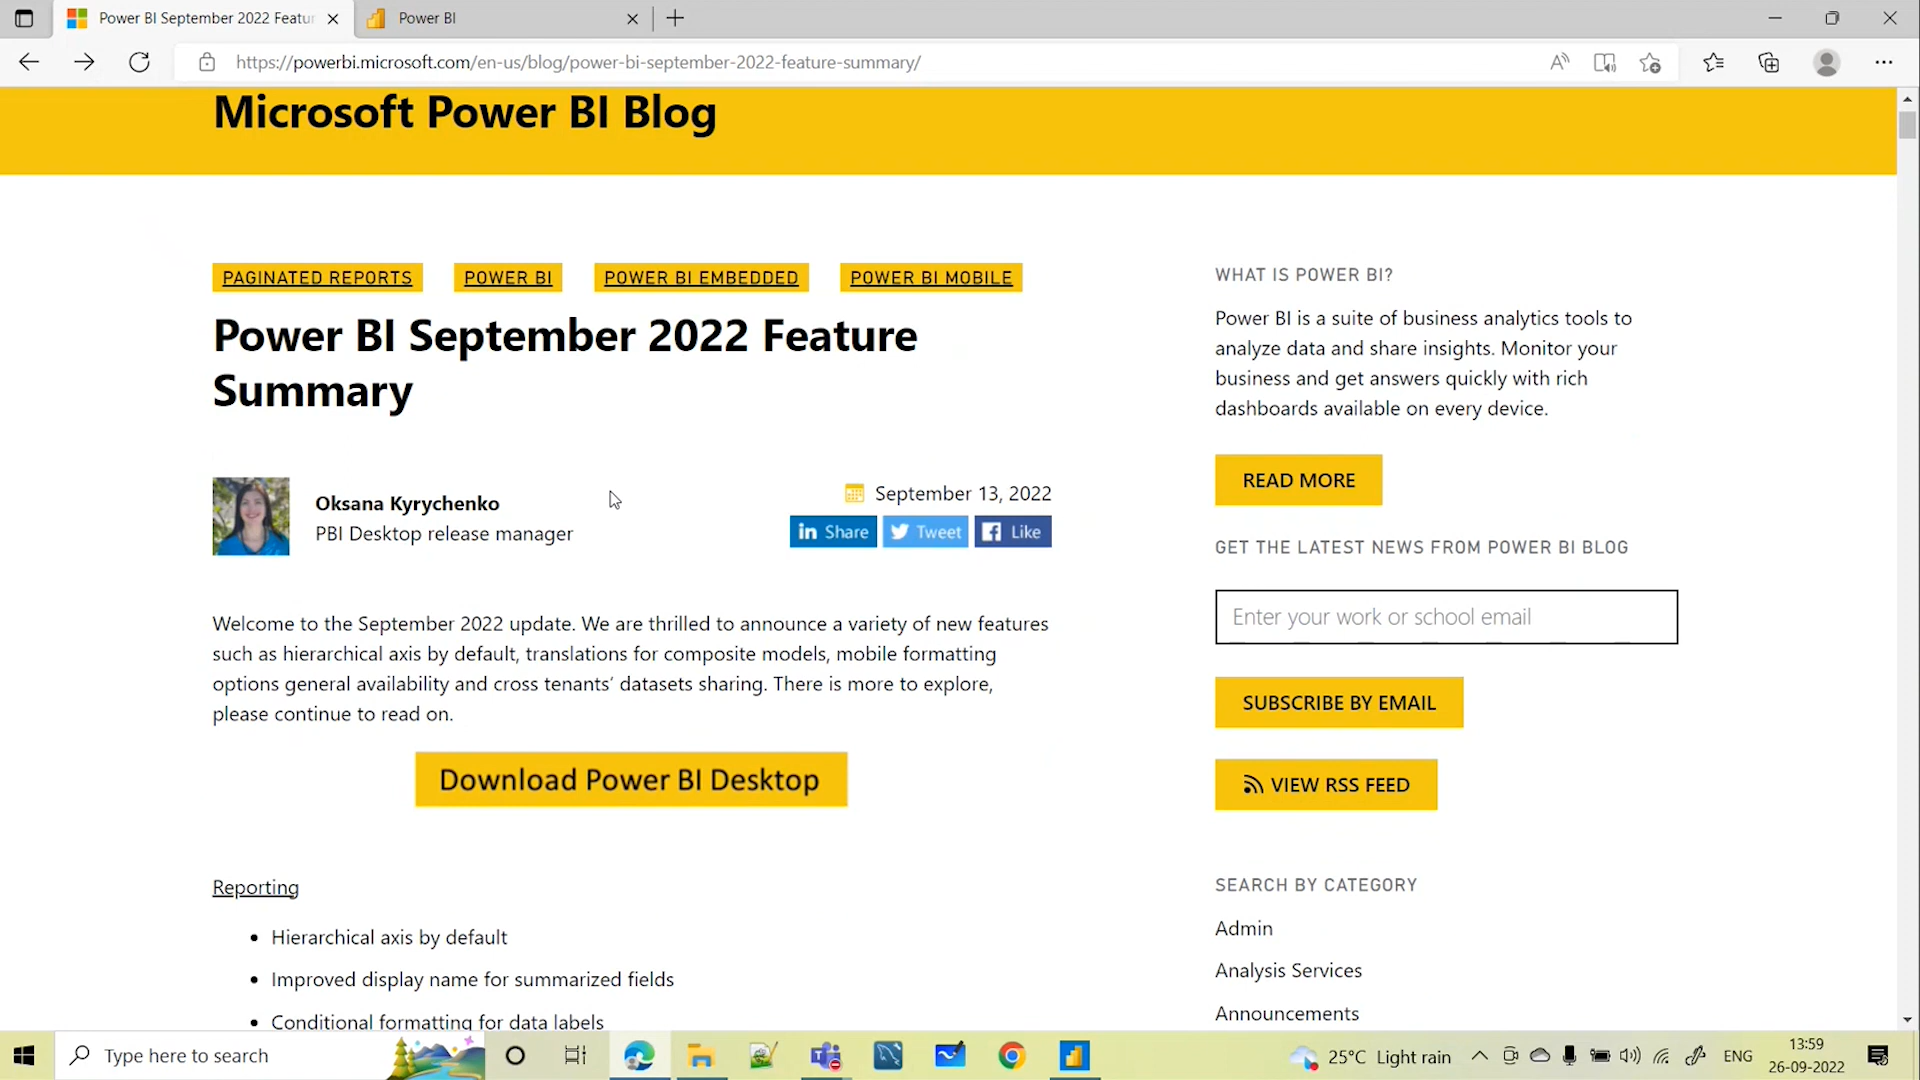 Power BI September 2022 Featur
Power BI
https://powerbi.microsoft.com/en-us/blog/power-bi-september-2022-feature-summary/
Microsoft Power BI Blog
PAGINATED REPORTS POWER BI POWER BI EMBEDDED POWER BI MOBILE
Power BI September 2022 Feature
Summary
Oksana Kyrychenko
PBI Desktop release manager
September 13, 2022
in Share Tweet Like
Welcome to the September 2022 update. We are thrilled to announce a variety of new features
such as hierarchical axis by default, translations for composite models, mobile formatting
options general availability and cross tenants’ datasets sharing. There is more to explore,
please continue to read on.
Download Power BI Desktop
Reporting
• Hierarchical axis by default
• Improved display name for summarized fields
• Conditional formatting for data labels
WHAT IS POWER BI?
Power BI is a suite of business analytics tools to
analyze data and share insights. Monitor your
business and get answers quickly with rich
dashboards available on every device.
READ MORE
GET THE LATEST NEWS FROM POWER BI BLOG
Enter your work or school email
SUBSCRIBE BY EMAIL
VIEW RSS FEED
SEARCH BY CATEGORY
Admin
Analysis Services
Announcements
Type here to search
25°C Light rain
ENG
13:59
26-09-2022